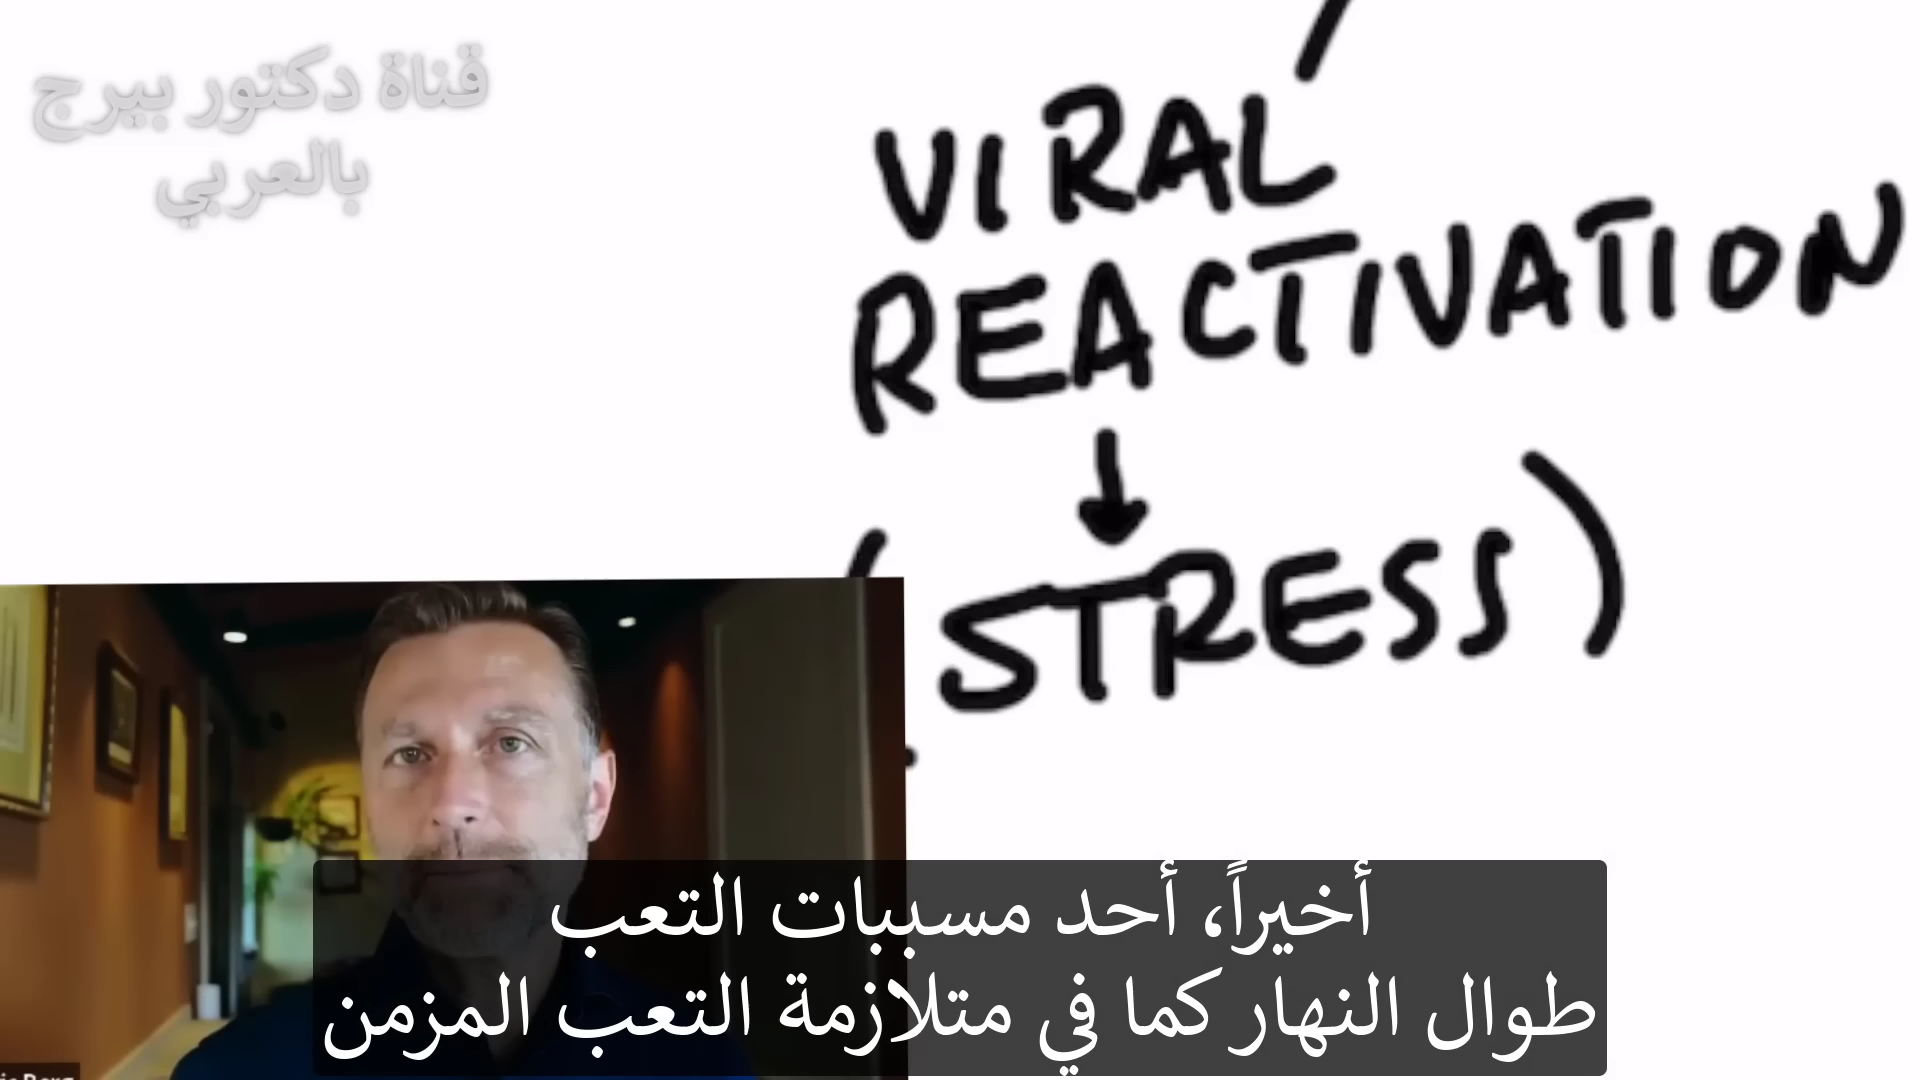 قناة دكتور بيرج
بالعربي
VIRAL
REACTIVATION
(STRESS)
أخيراً، أحد مسببات التعب
طوال النهار كما في متلازمة التعب المزمن